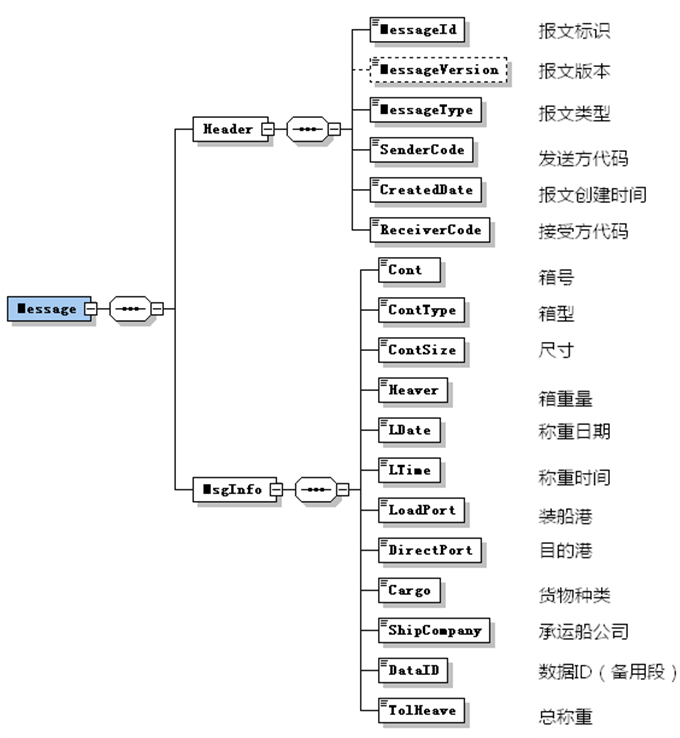 MessageId 报文标识
MessageVersion 报文版本
MessageType 报文类型
Header
SenderCode 发送方代码
CreatedDate 报文创建时间
ReceiverCode 接受方代码
Cont 箱号
Message
ContType 箱型
ContSize 尺寸
Heaver 箱重量
LDate 称重日期
LTime 称重时间
MsgInfo
LoadPort 装船港
DirectPort 目的港
Cargo 货物种类
ShipCompany 承运船公司
DataID 数据ID（备用段）
TolHeave 总称重